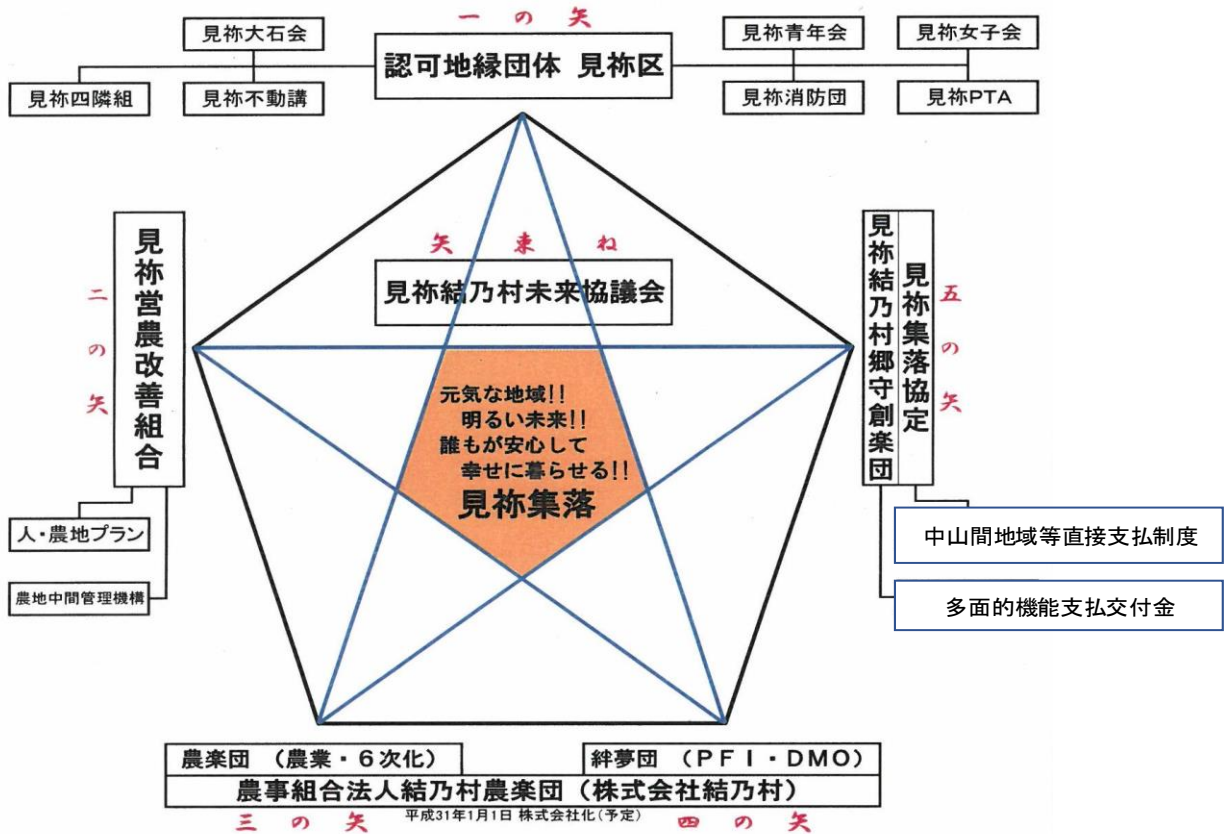 一の矢
見祢大石会
見祢青年会
見祢女子会
認可地縁団体 見祢区
見祢四隣組
見祢不動講
見祢消防団
見祢PTA
矢束ね
見祢結乃村未来協議会
二の矢
見祢営農改善組合
人・農地プラン
農地中間管理機構
元気な地域!!
明るい未来!!
誰もが安心して
幸せに暮らせる!!
見祢集落
五の矢
見祢集落協定
見祢結乃村郷守創楽団
中山間地域等直接支払制度
多面的機能支払交付金
農楽団 (農業・6次化)
絆夢団 (PFI・DMO)
農事組合法人結乃村農楽団(株式会社結乃村)
平成31年1月1日 株式会社化(予定)
三の矢
四の矢